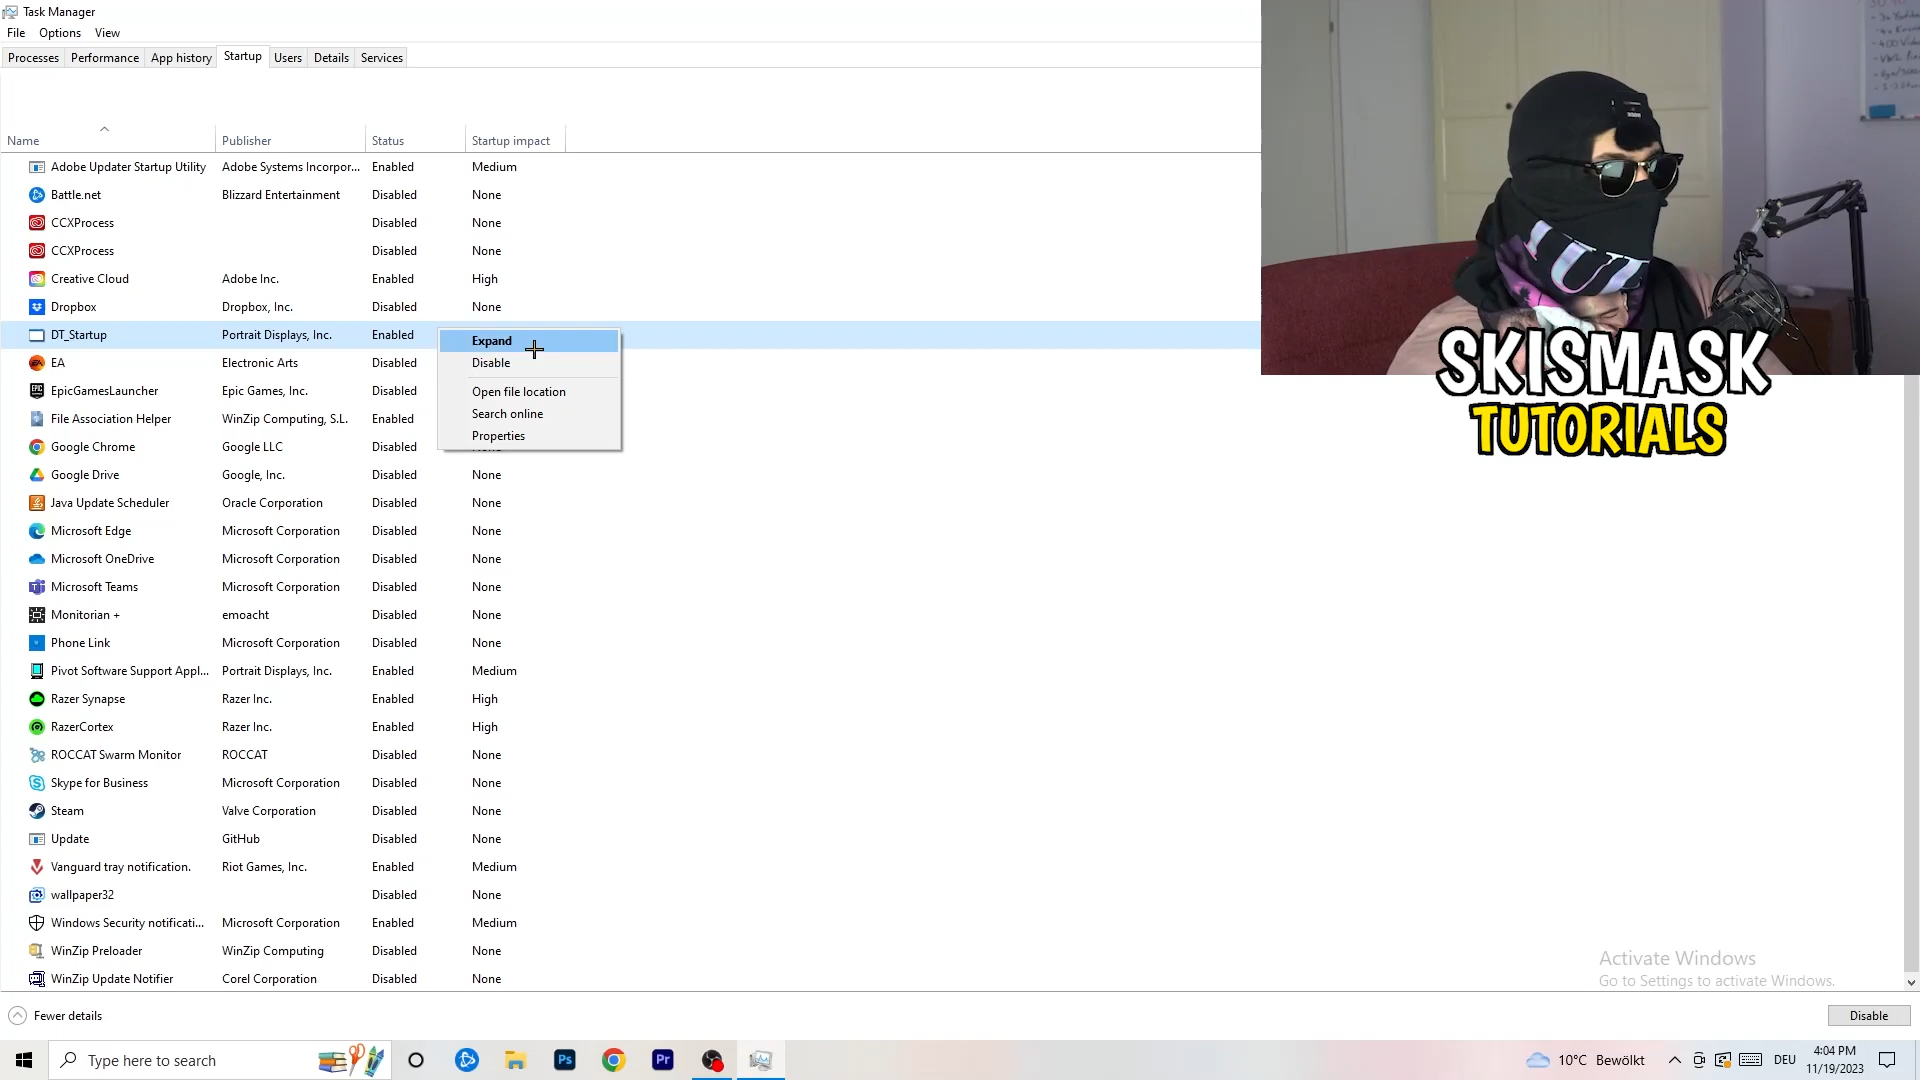 Task Manager
File Options View
Processes Performance App history Startup Users Details Services
Name Publisher Status Startup impact
Adobe Updater Startup Utility Adobe Systems Incorpor... Enabled Medium
Battle.net Blizzard Entertainment Disabled None
CCXProcess Disabled None
CCXProcess Disabled None
Creative Cloud Adobe Inc. Enabled High
Dropbox Dropbox, Inc. Disabled None
DT_Startup Portrait Displays, Inc. Enabled
EA Electronic Arts Disabled
EpicGamesLauncher Epic Games, Inc. Disabled
File Association Helper WinZip Computing, S.L. Enabled
Google Chrome Google LLC Disabled
Google Drive Google, Inc. Disabled None
Java Update Scheduler Oracle Corporation Disabled None
Microsoft Edge Microsoft Corporation Disabled None
Microsoft OneDrive Microsoft Corporation Disabled None
Microsoft Teams Microsoft Corporation Disabled None
Monitorian + emoacht Disabled None
Phone Link Microsoft Corporation Disabled None
Pivot Software Support Appl... Portrait Displays, Inc. Enabled Medium
Razer Synapse Razer Inc. Enabled High
RazerCortex Razer Inc. Enabled High
ROCCAT Swarm Monitor ROCCAT Disabled None
Skype for Business Microsoft Corporation Disabled None
Steam Valve Corporation Disabled None
Update GitHub Disabled None
Vanguard tray notification. Riot Games, Inc. Enabled Medium
wallpaper32 Disabled None
Windows Security notificati... Microsoft Corporation Enabled Medium
WinZip Preloader WinZip Computing Disabled None
WinZip Update Notifier Corel Corporation Disabled None
Expand
Disable
Open file location
Search online
Properties
SKISMASK
TUTORIALS
Activate Windows
Go to Settings to activate Windows.
Fewer details
Disable
Type here to search
Ps
Pr
10°C Bewölkt
DEU
4:04 PM
11/19/2023